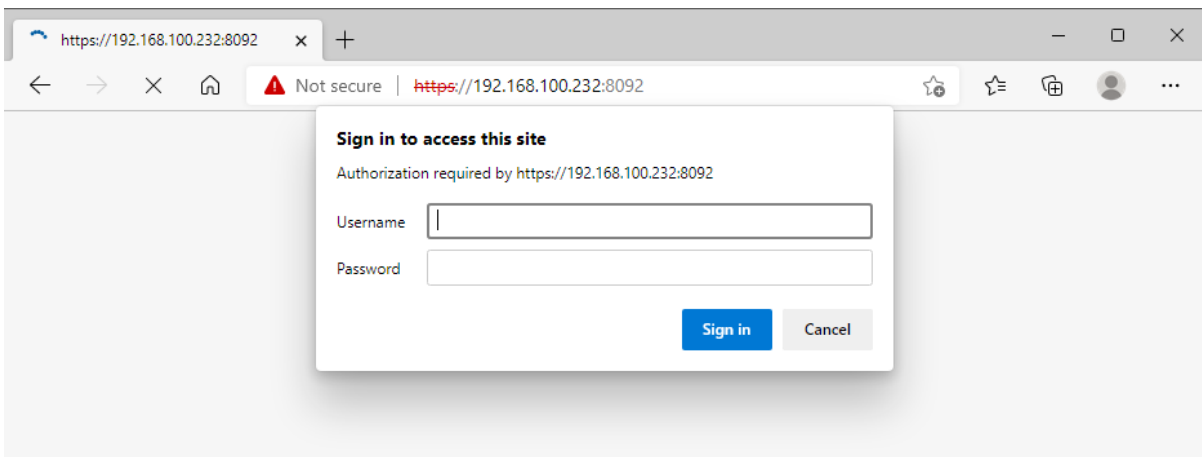 https://192.168.100.232:8092
Not secure | https://192.168.100.232:8092
Sign in to access this site
Authorization required by https://192.168.100.232:8092
Username
Password
Sign in Cancel